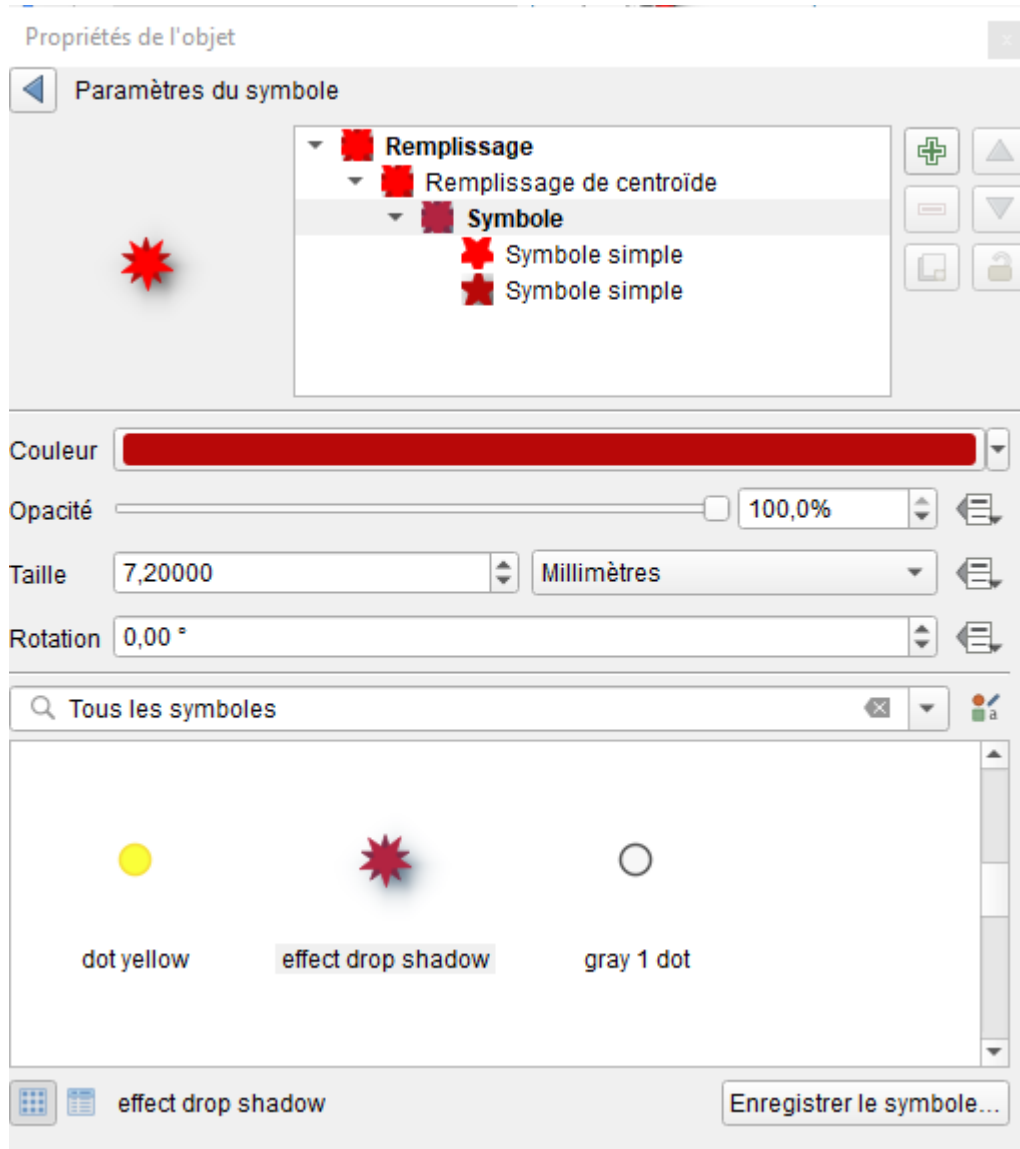 Propriétés de l'objet
Paramètres du symbole
Remplissage
Remplissage de centroïde
Symbole
Symbole simple
Symbole simple
Couleur
Opacité 100,0%
Taille 7,20000 Millimètres
Rotation 0,00 °
Tous les symboles
dot yellow effect drop shadow gray 1 dot
effect drop shadow Enregistrer le symbole...